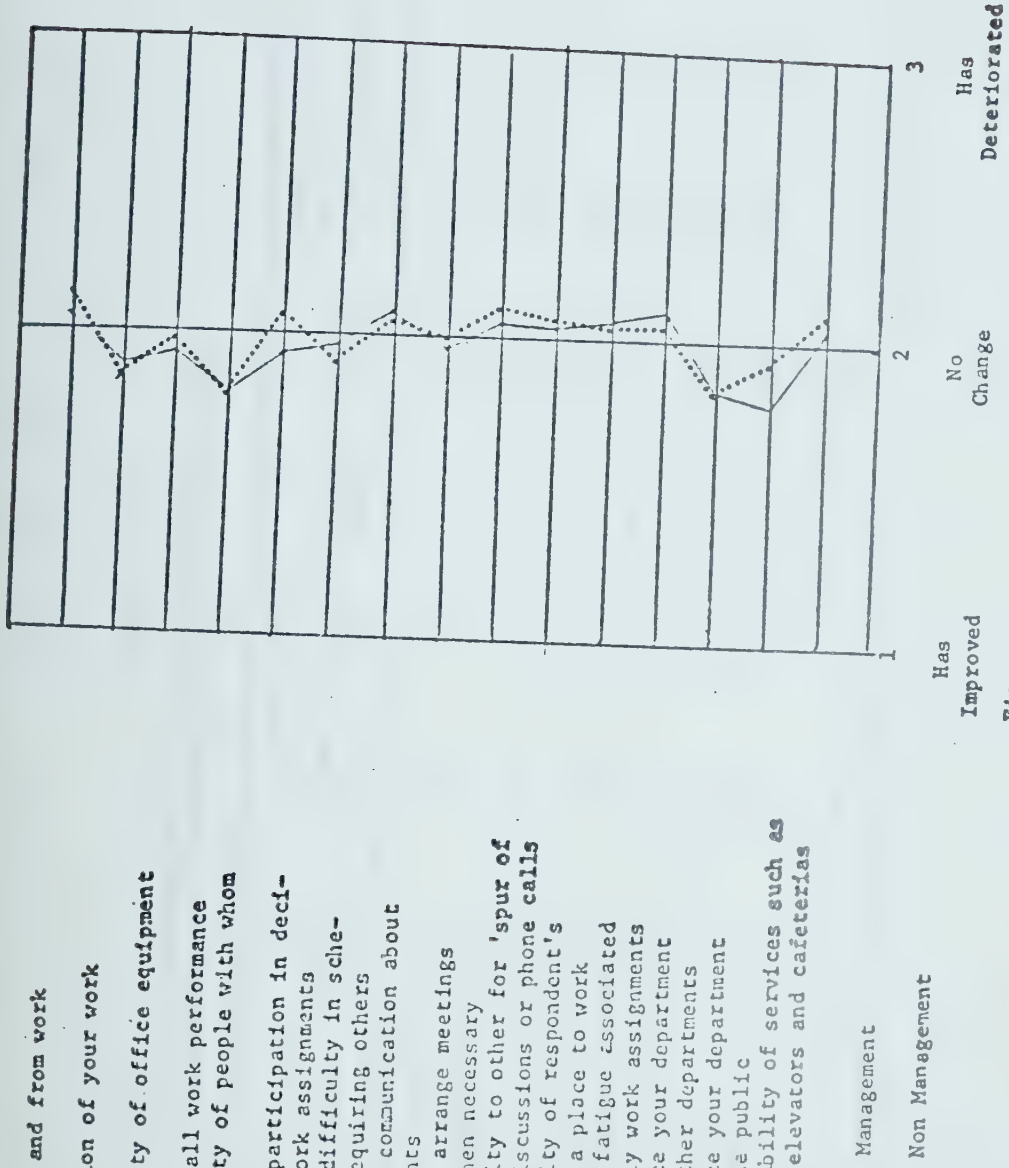 and from work
on of your work
ty of office equipment
all work performance
ty of people with whom
participation in deci-
ork assignments
difficulty in sche-
equiring others
communication about
nts
arrange meetings
hen necessary
ity to other for 'spur of
scussions or phone calls
ity of respondent's
a place to work
fatigue associated
y work assignments
e your department
her departments
e your department
e public
bility of services such as
elevators and cafeterias
Management
Non Management
1
2
3
Has
Improved
No
Change
Has
Deteriorated